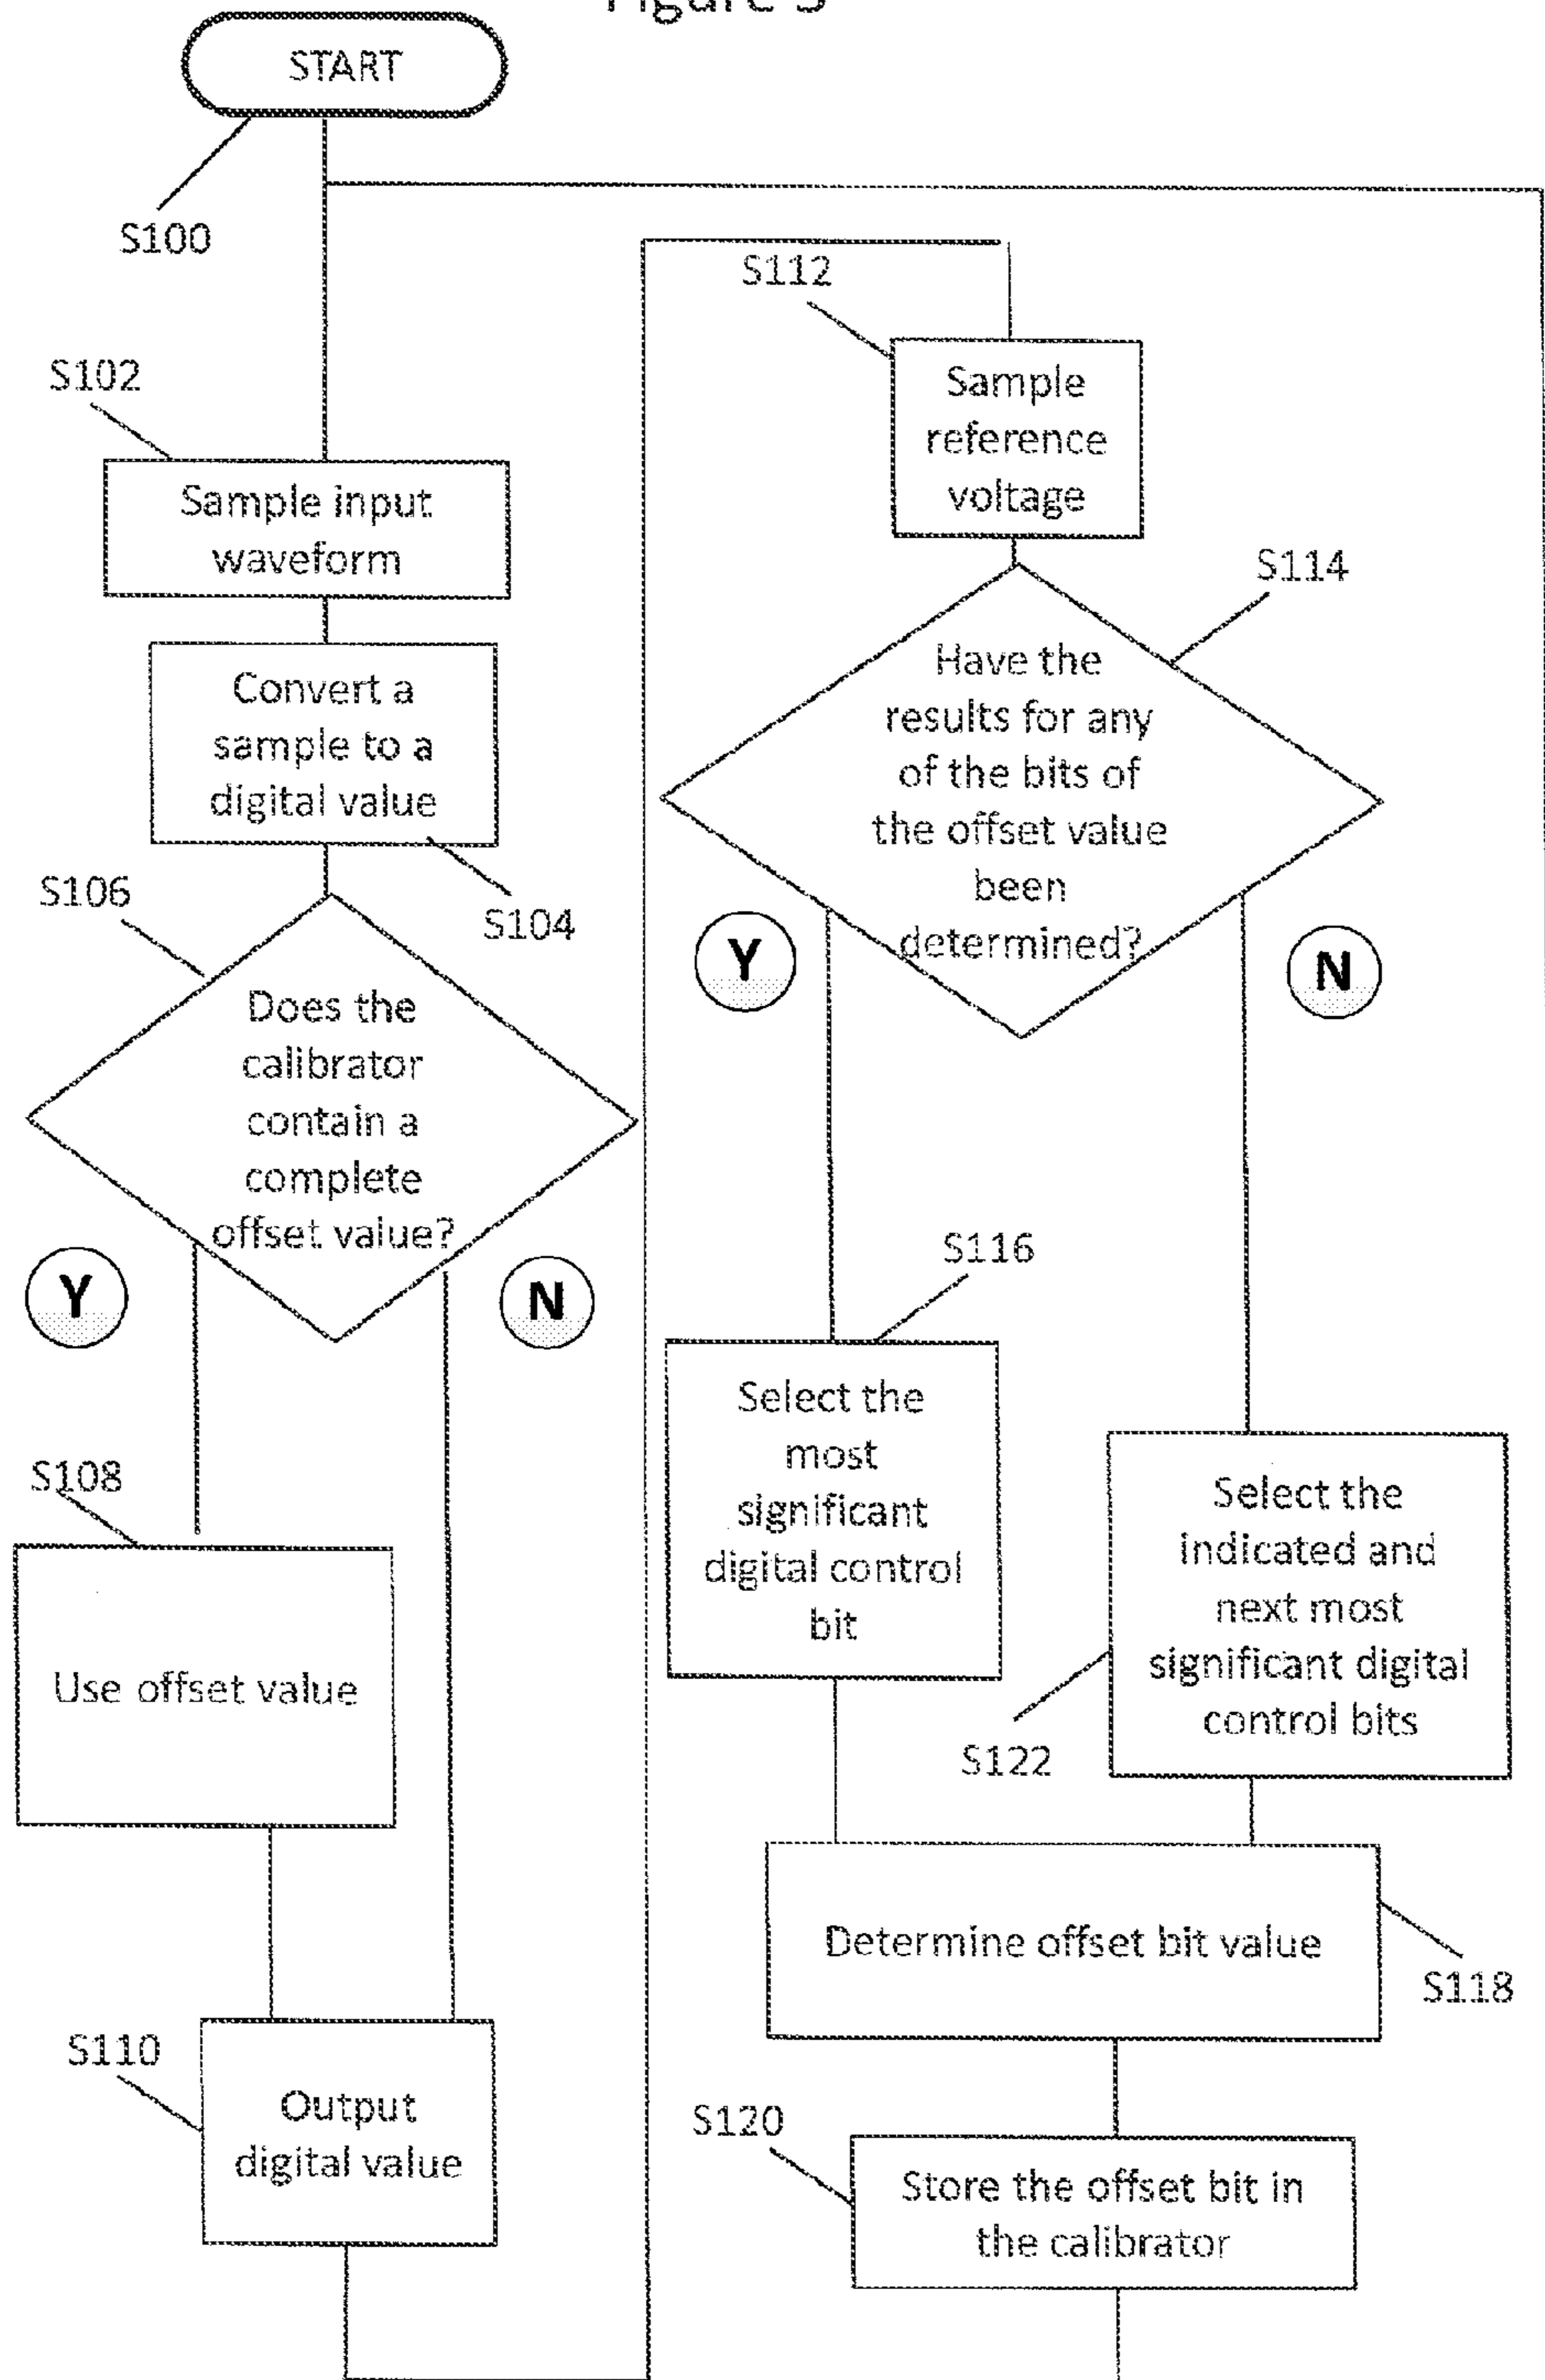 Figure 5
START
S100
S102
Sample input
waveform
Convert a
sample to a
digital value
S104
S106
Does the
calibrator
contain a
complete
offset value?
Y
N
S108
Use offset value
S110
Output
digital value
S112
Sample
reference
voltage
S114
Have the
results for any
of the bits of
the offset value
been
determined?
Y
N
S116
Select the
most
significant
digital control
bit
Select the
indicated and
next most
significant digital
control bits
S122
Determine offset bit value
S118
S120
Store the offset bit in
the calibrator